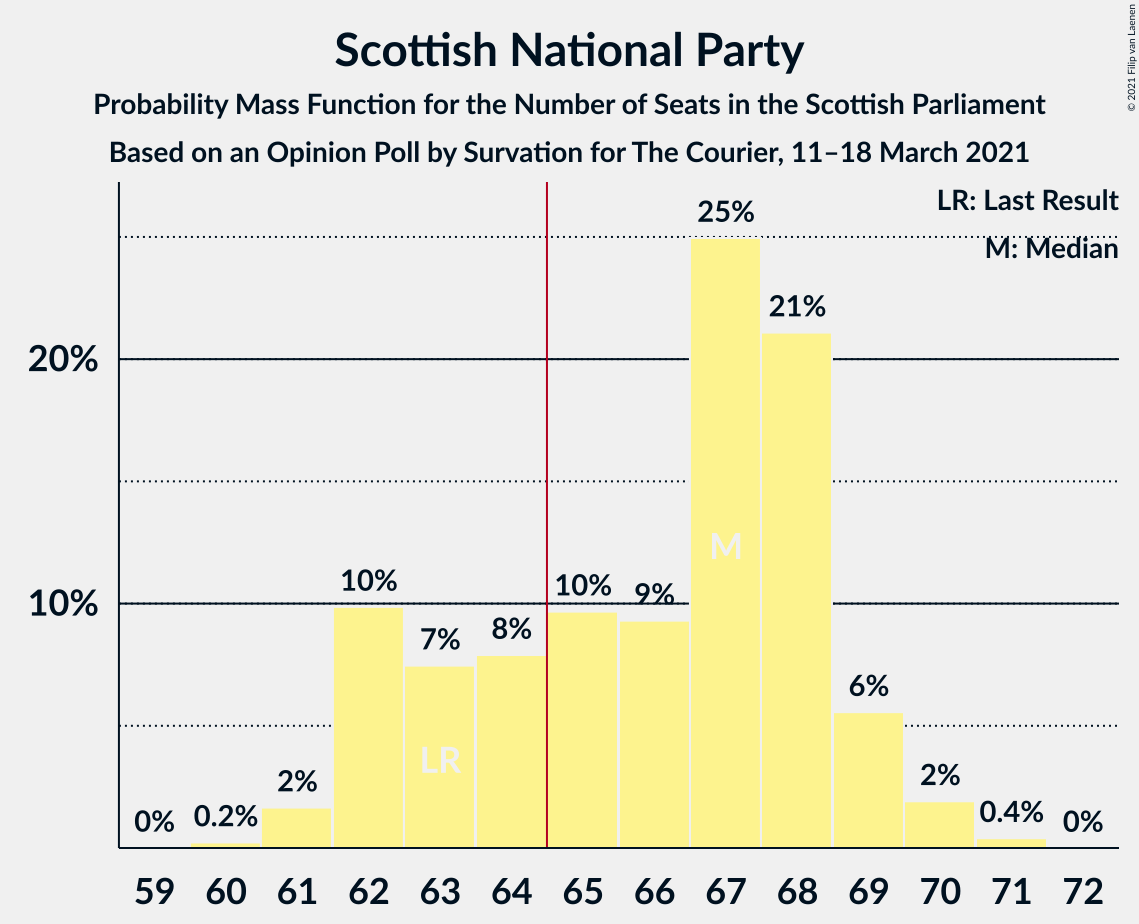 Scottish National Party
Probability Mass Function for the Number of Seats in the Scottish Parliament
Based on an Opinion Poll by Survation for The Courier, 11–18 March 2021
© 2021 Filip van Laenen
LR: Last Result
M: Median
20%
10%
0%
0.2%
2%
10%
7%
8%
10%
9%
25%
21%
6%
2%
0.4%
0%
LR
M
59 60 61 62 63 64 65 66 67 68 69 70 71 72